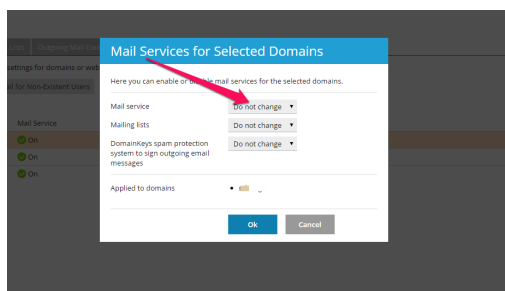 Mail Services for Selected Domains
Lists Outgoing Mail Con
settings for domains or web
Here you can enable or disable mail services for the selected domains.
ail for Non-Existent Users
Mail service Do not change
Mailing lists Do not change
Mail Service
DomainKeys spam protection Do not change
system to sign outgoing email
messages
On
On
On
Applied to domains
Ok Cancel